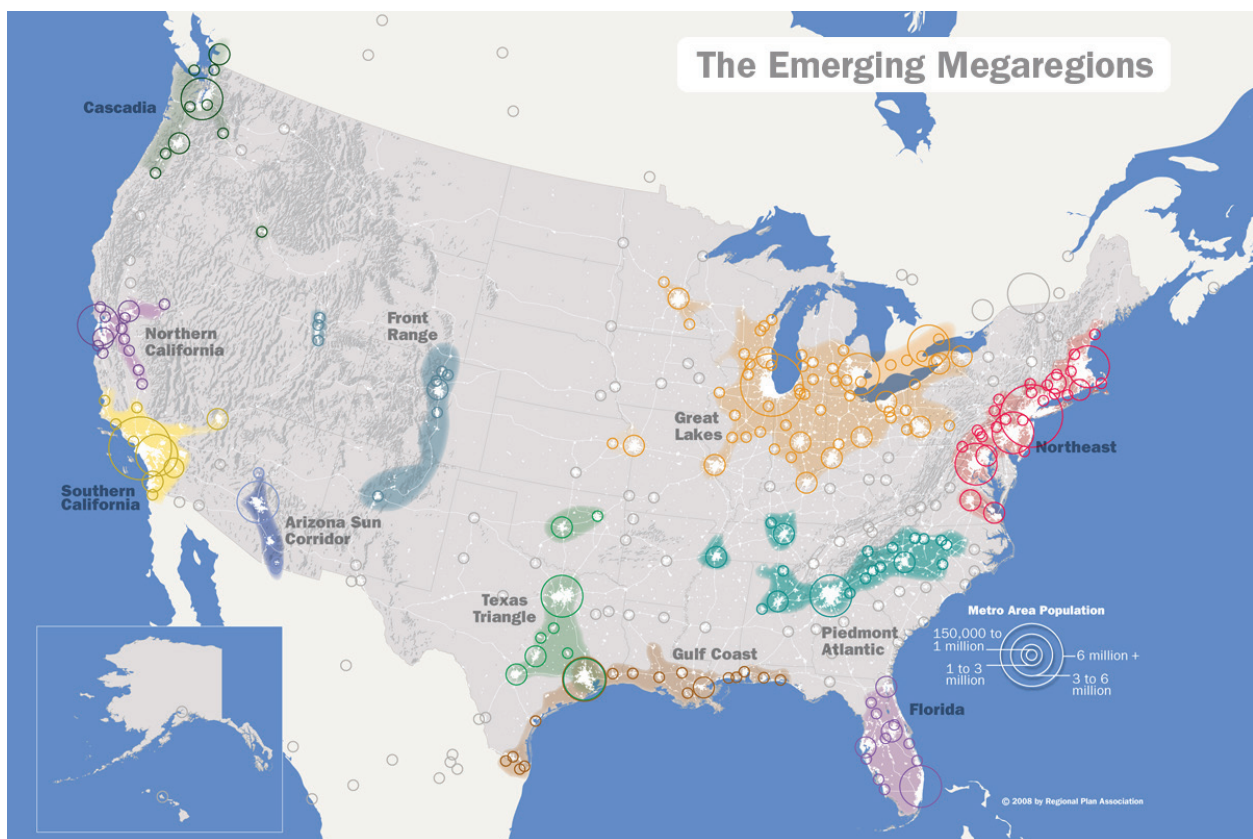 The Emerging Megaregions
Cascadia
Northern
California
Front
Range
Great
Lakes
Northeast
Southern
California
Arizona Sun
Corridor
Texas
Triangle
Gulf Coast
Piedmont
Atlantic
Florida
Metro Area Population
150,000 to
1 million
1 to 3
million
6 million +
3 to 6
million
© 2008 by Regional Plan Association